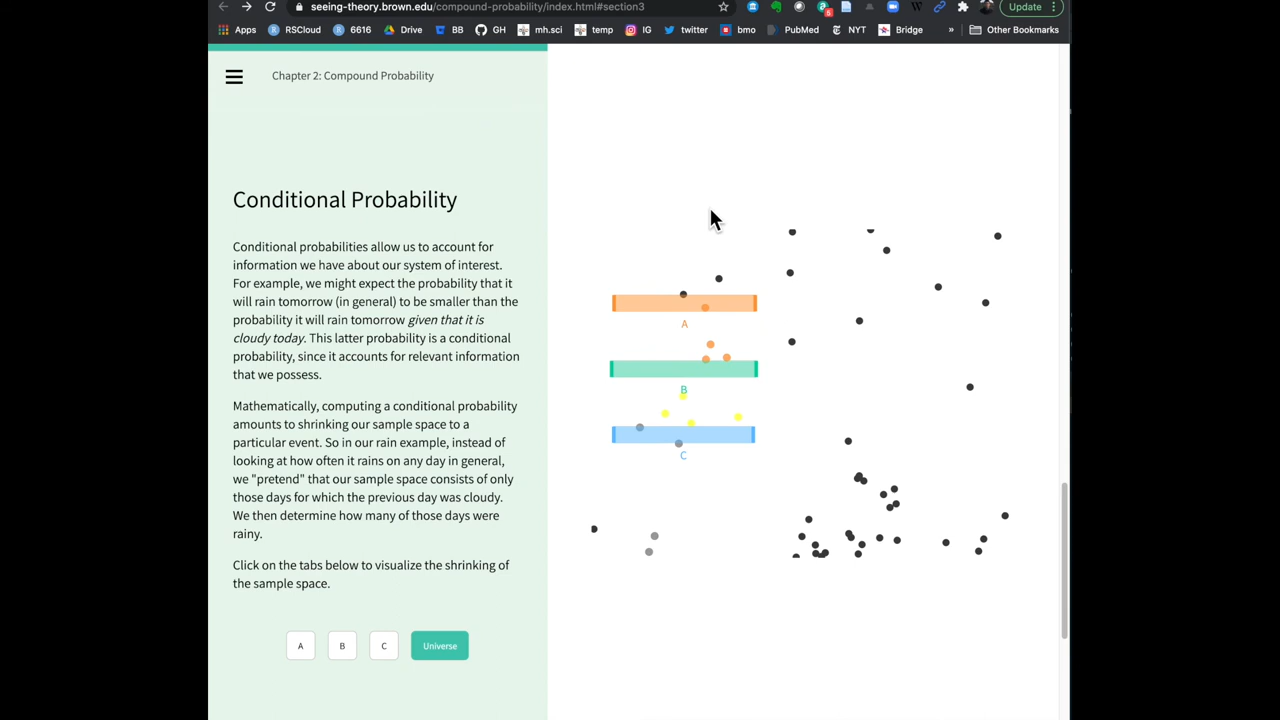 seeing-theory.brown.edu/compound-probability/index.html#section3
Update
Apps RSCloud 6616 Drive BB GH mh.sci temp IG twitter bmo PubMed NYT Bridge » Other Bookmarks
Chapter 2: Compound Probability
Conditional Probability
Conditional probabilities allow us to account for
information we have about our system of interest.
For example, we might expect the probability that it
will rain tomorrow (in general) to be smaller than the
probability it will rain tomorrow given that it is
cloudy today. This latter probability is a conditional
probability, since it accounts for relevant information
that we possess.
Mathematically, computing a conditional probability
amounts to shrinking our sample space to a
particular event. So in our rain example, instead of
looking at how often it rains on any day in general,
we "pretend" that our sample space consists of only
those days for which the previous day was cloudy.
We then determine how many of those days were
rainy.
Click on the tabs below to visualize the shrinking of
the sample space.
A B C Universe
A
B
C